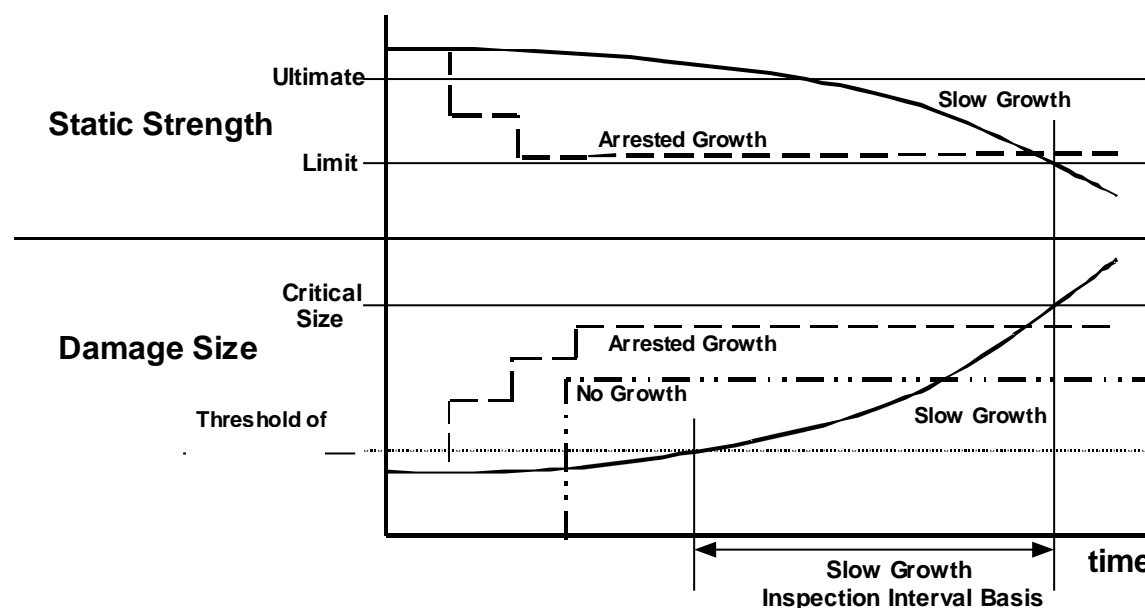 Ultimate
Static Strength
Slow Growth
Arrested Growth
Limit
Critical
Size
Damage Size
Arrested Growth
No Growth
Slow Growth
Threshold of
time
Slow Growth
Inspection Interval Basis